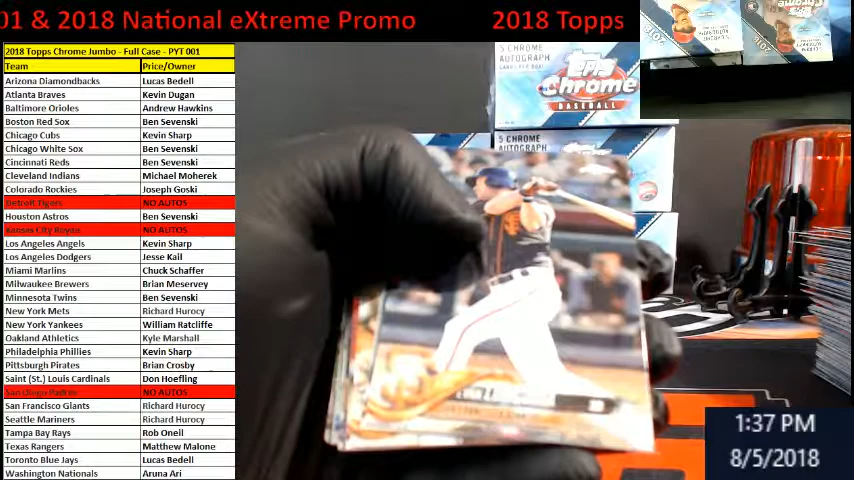 01 & 2018 National eXtreme Promo
2018 Topps
2018 Topps Chrome Jumbo - Full Case - PYT 001
Team Price/Owner
Arizona Diamondbacks Lucas Bedell
Atlanta Braves Kevin Dugan
Baltimore Orioles Andrew Hawkins
Boston Red Sox Ben Sevenski
Chicago Cubs Kevin Sharp
Chicago White Sox Ben Sevenski
Cincinnati Reds Ben Sevenski
Cleveland Indians Michael Moherek
Colorado Rockies Joseph Goski
Detroit Tigers NO AUTOS
Houston Astros Ben Sevenski
Kansas City Royals NO AUTOS
Los Angeles Angels Kevin Sharp
Los Angeles Dodgers Jesse Kail
Miami Marlins Chuck Schaffer
Milwaukee Brewers Brian Meservey
Minnesota Twins Ben Sevenski
New York Mets Richard Hurocy
New York Yankees William Ratcliffe
Oakland Athletics Kyle Marshall
Philadelphia Phillies Kevin Sharp
Pittsburgh Pirates Brian Crosby
Saint (St.) Louis Cardinals Don Hoefling
San Diego Padres NO AUTOS
San Francisco Giants Richard Hurocy
Seattle Mariners Richard Hurocy
Tampa Bay Rays Rob Onell
Texas Rangers Matthew Malone
Toronto Blue Jays Lucas Bedell
Washington Nationals Aruna Ari
5 CHROME
AUTOGRAPH
CARDS PER BOX!
Topps
Chrome
BASEBALL
5 CHROME
AUTOGRAPH
1:37 PM
8/5/2018